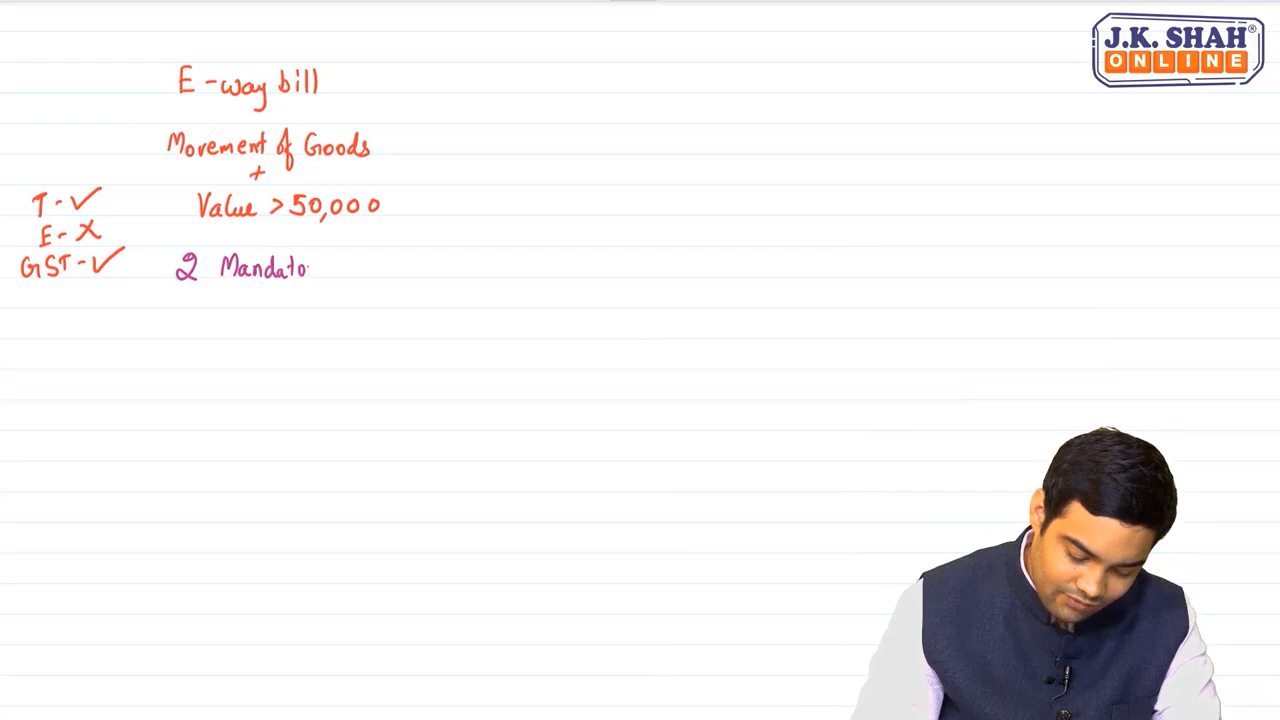 J.K. SHAH®
ONLINE
E-way bill
Movement of Goods
+
Value > 50,000
T - ✓
E - X
GST - ✓
2 Mandato